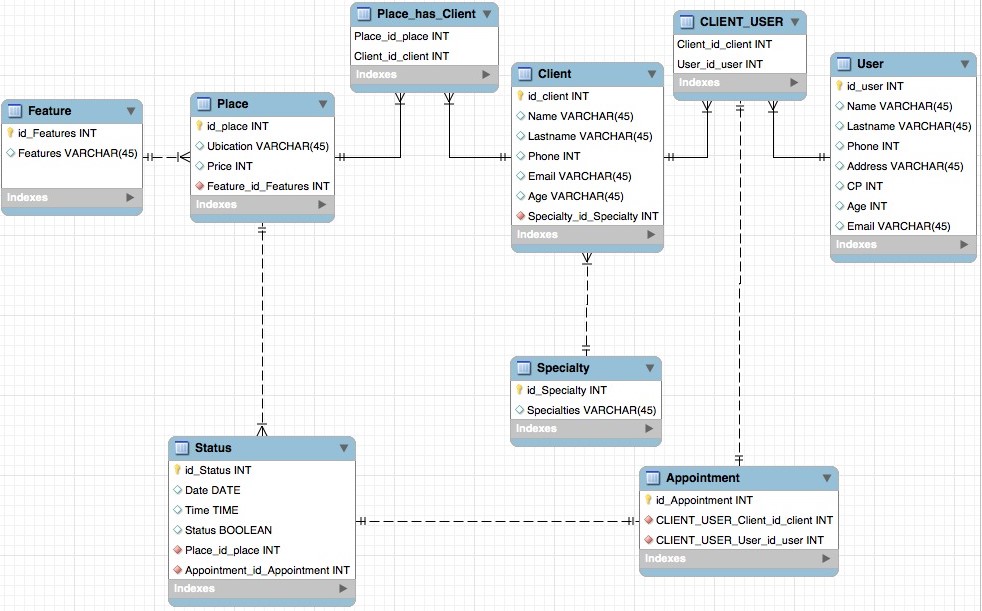 Place_has_Client
Place_id_place INT
Client_id_client INT
Indexes
CLIENT_USER
Client_id_client INT
User_id_user INT
Indexes
User
id_user INT
Name VARCHAR(45)
Lastname VARCHAR(45)
Phone INT
Address VARCHAR(45)
CP INT
Age INT
Email VARCHAR(45)
Indexes
Client
id_client INT
Name VARCHAR(45)
Lastname VARCHAR(45)
Phone INT
Email VARCHAR(45)
Age VARCHAR(45)
Specialty_id_Specialty INT
Indexes
Feature
id_Features INT
Features VARCHAR(45)
Indexes
Place
id_place INT
Ubication VARCHAR(45)
Price INT
Feature_id_Features INT
Indexes
Specialty
id_Specialty INT
Specialties VARCHAR(45)
Indexes
Status
id_Status INT
Date DATE
Time TIME
Status BOOLEAN
Place_id_place INT
Appointment_id_Appointment INT
Indexes
Appointment
id_Appointment INT
CLIENT_USER_Client_id_client INT
CLIENT_USER_User_id_user INT
Indexes